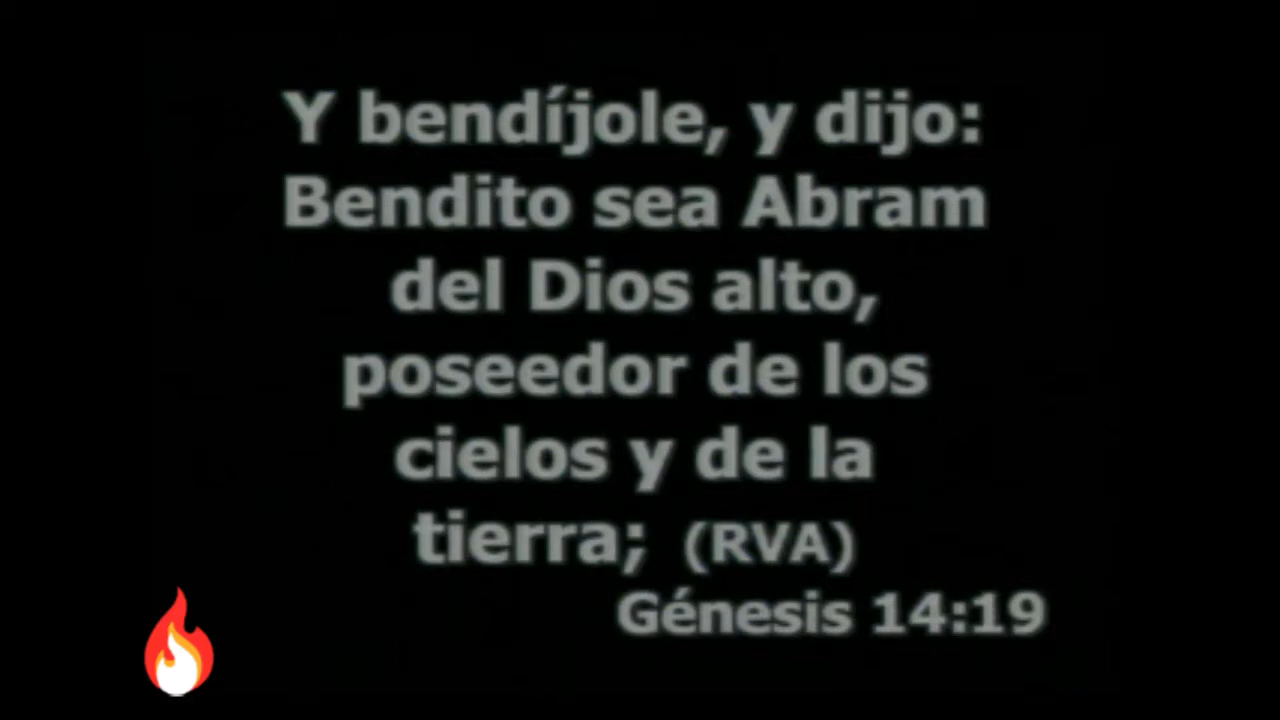 Y bendíjole, y dijo:
Bendito sea Abram
del Dios alto,
poseedor de los
cielos y de la
tierra; (RVA)
Génesis 14:19